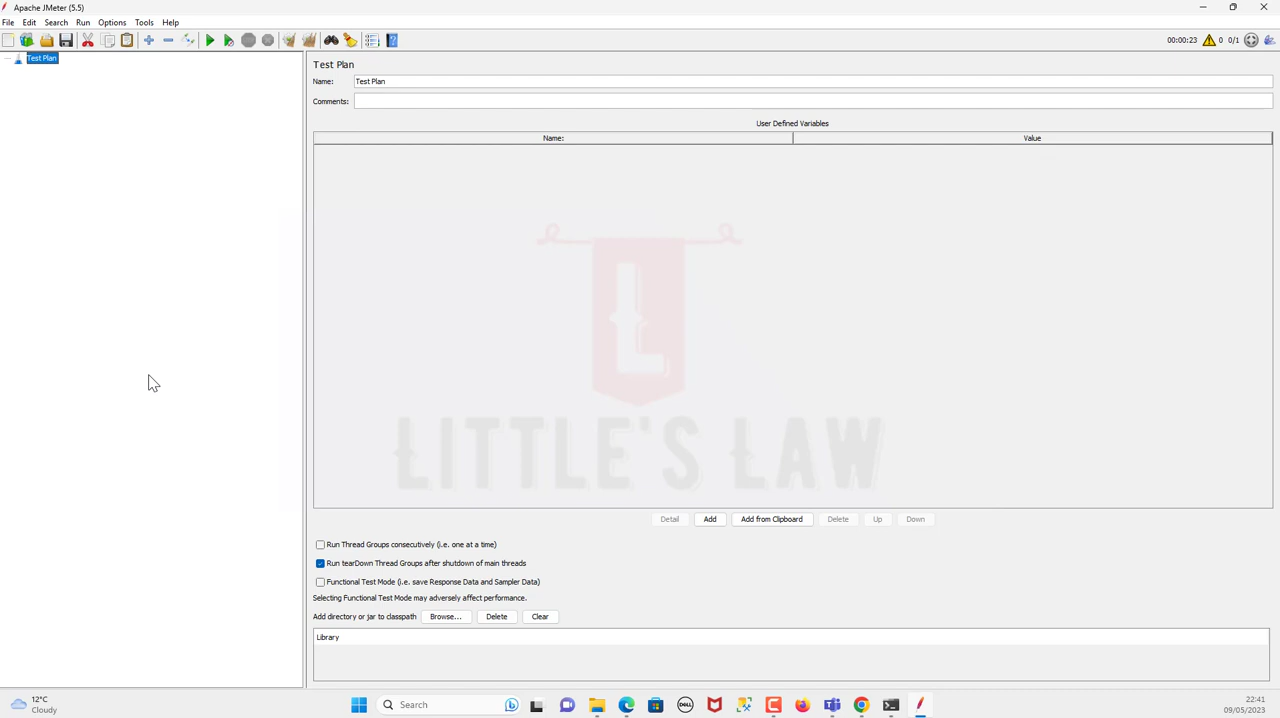 Apache JMeter (5.5)
File Edit Search Run Options Tools Help
00:00:23 0 0/1
Test Plan
Test Plan
Name: Test Plan
Comments:
User Defined Variables
Name: Value
L
LITTLE'S LAW
Detail Add Add from Clipboard Delete Up Down
Run Thread Groups consecutively (i.e. one at a time)
Run tearDown Thread Groups after shutdown of main threads
Functional Test Mode (i.e. save Response Data and Sampler Data)
Selecting Functional Test Mode may adversely affect performance.
Add directory or jar to classpath Browse... Delete Clear
Library
12°C
Cloudy
Search
DELL
22:41
09/05/2023